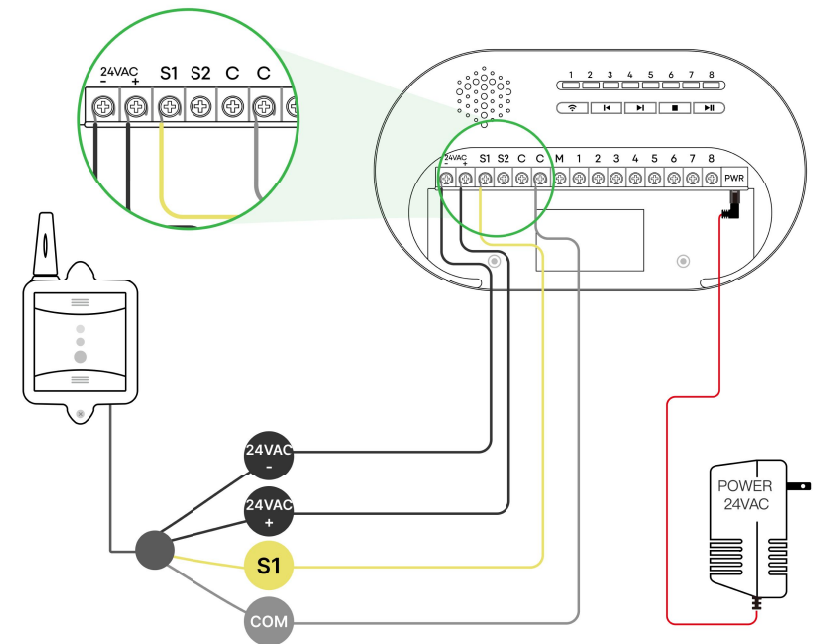 24VAC S1 S2 C C
- +
1 2 3 4 5 6 7 8
24VAC S1 S2 C C M 1 2 3 4 5 6 7 8 PWR
- +
24VAC
-
24VAC
+
S1
COM
POWER
24VAC